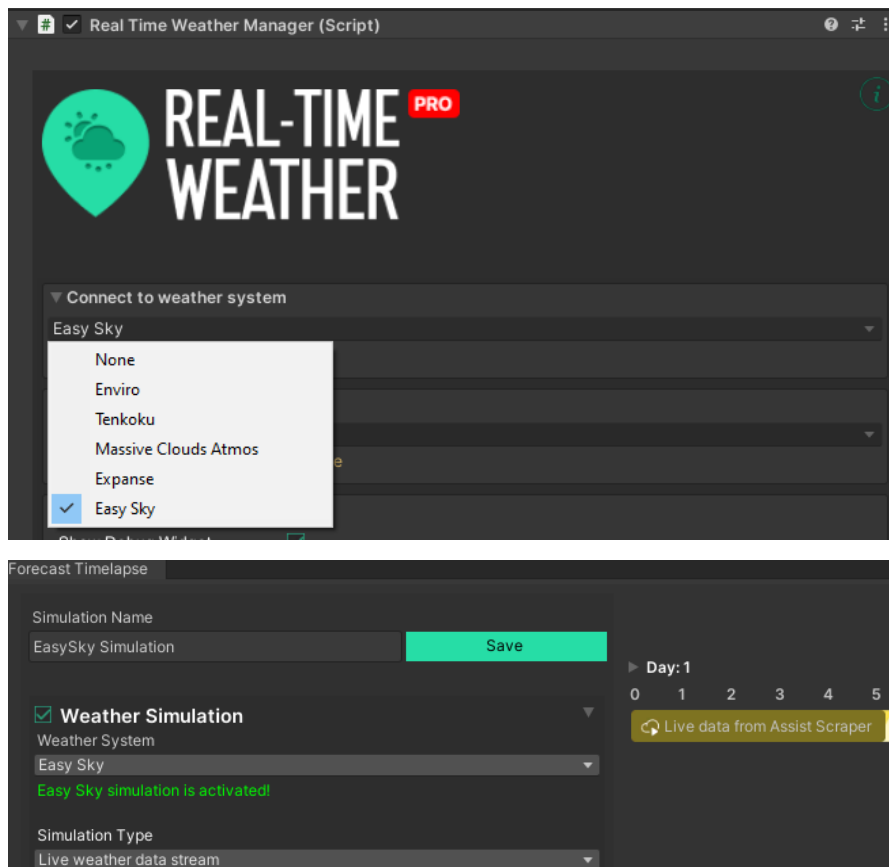 Real Time Weather Manager (Script)
REAL-TIME PRO
WEATHER
Connect to weather system
Easy Sky
None
Enviro
Tenkoku
Massive Clouds Atmos
Expanse
Easy Sky
Forecast Timelapse
Simulation Name
EasySky Simulation
Save
Day: 1
0 1 2 3 4 5
Live data from Assist Scraper
Weather Simulation
Weather System
Easy Sky
Easy Sky simulation is activated!
Simulation Type
Live weather data stream